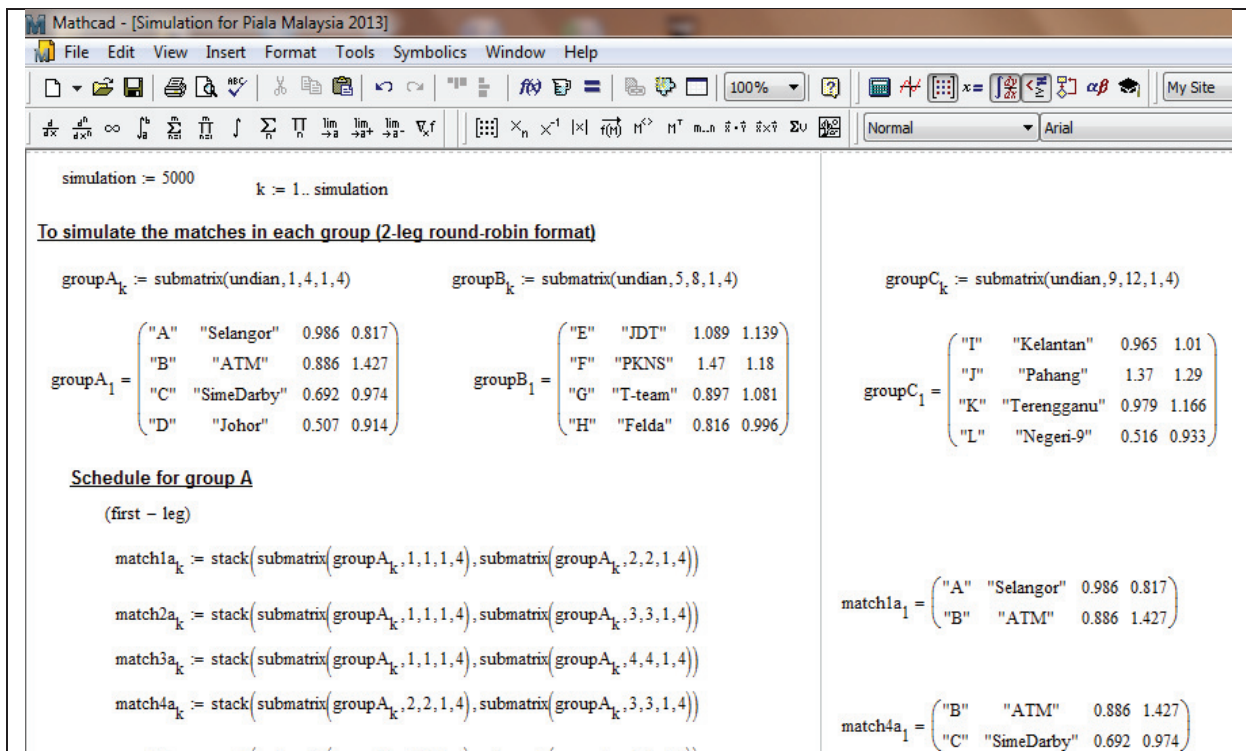 Mathcad - [Simulation for Piala Malaysia 2013]
File Edit View Insert Format Tools Symbolics Window Help
100% My Site
Normal Arial
simulation := 5000
k := 1.. simulation
To simulate the matches in each group (2-leg round-robin format)
groupA_k := submatrix(undian,1,4,1,4) groupB_k := submatrix(undian,5,8,1,4) groupC_k := submatrix(undian,9,12,1,4)
groupA_1 =
"A" "Selangor" 0.986 0.817
"B" "ATM" 0.886 1.427
"C" "SimeDarby" 0.692 0.974
"D" "Johor" 0.507 0.914
groupB_1 =
"E" "JDT" 1.089 1.139
"F" "PKNS" 1.47 1.18
"G" "T-team" 0.897 1.081
"H" "Felda" 0.816 0.996
groupC_1 =
"I" "Kelantan" 0.965 1.01
"J" "Pahang" 1.37 1.29
"K" "Terengganu" 0.979 1.166
"L" "Negeri-9" 0.516 0.933
Schedule for group A
(first − leg)
match1a_k := stack(submatrix(groupA_k,1,1,1,4),submatrix(groupA_k,2,2,1,4))
match2a_k := stack(submatrix(groupA_k,1,1,1,4),submatrix(groupA_k,3,3,1,4))
match3a_k := stack(submatrix(groupA_k,1,1,1,4),submatrix(groupA_k,4,4,1,4))
match4a_k := stack(submatrix(groupA_k,2,2,1,4),submatrix(groupA_k,3,3,1,4))
match1a_1 =
"A" "Selangor" 0.986 0.817
"B" "ATM" 0.886 1.427
match4a_1 =
"B" "ATM" 0.886 1.427
"C" "SimeDarby" 0.692 0.974